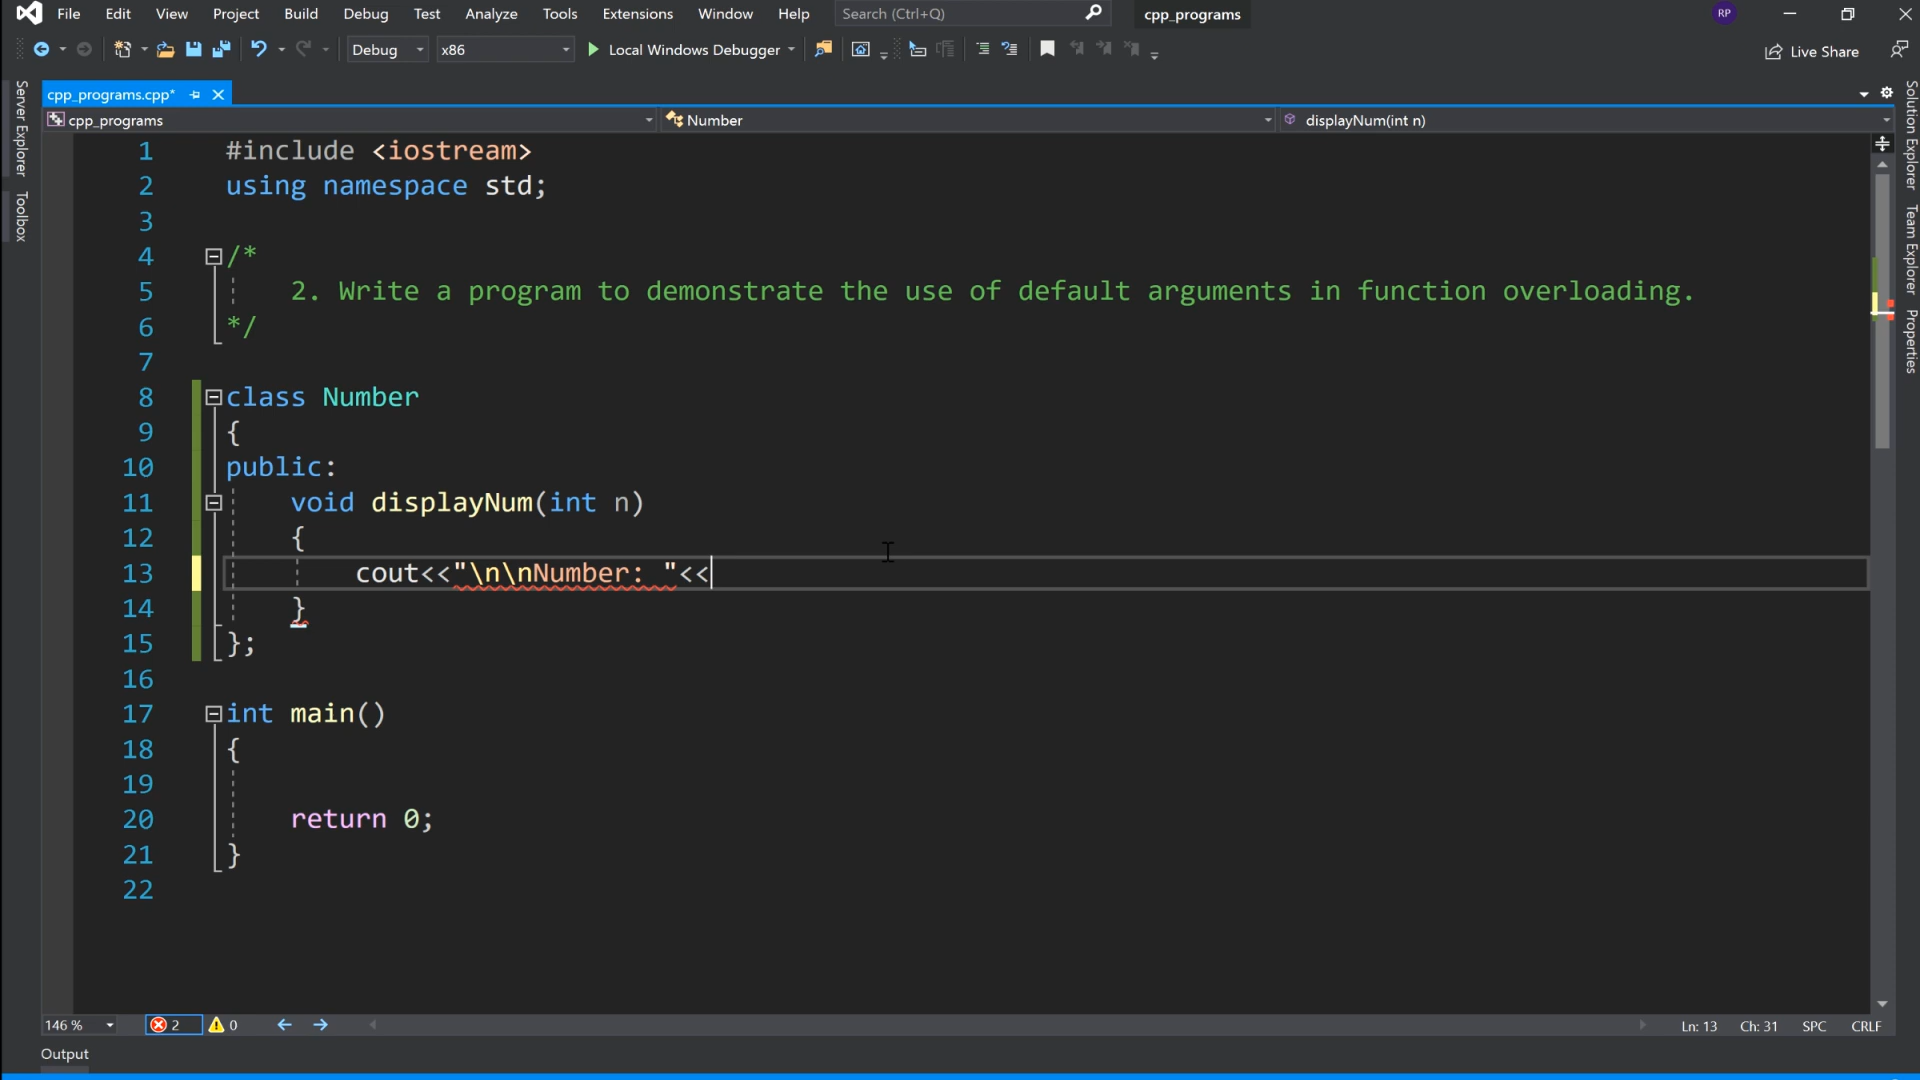 File Edit View Project Build Debug Test Analyze Tools Extensions Window Help Search (Ctrl+Q) cpp_programs RP
Debug x86 Local Windows Debugger Live Share
cpp_programs.cpp*
cpp_programs Number displayNum(int n)
Server Explorer
Toolbox
1 #include <iostream>
2 using namespace std;
3
4 /*
5 2. Write a program to demonstrate the use of default arguments in function overloading.
6 */
7
8 class Number
9 {
10 public:
11 void displayNum(int n)
12 {
13 cout<<"\n\nNumber: "<<
14 }
15 };
16
17 int main()
18 {
19
20 return 0;
21 }
22
Solution Explorer
Team Explorer
Properties
146 % 2 0 Ln: 13 Ch: 31 SPC CRLF
Output